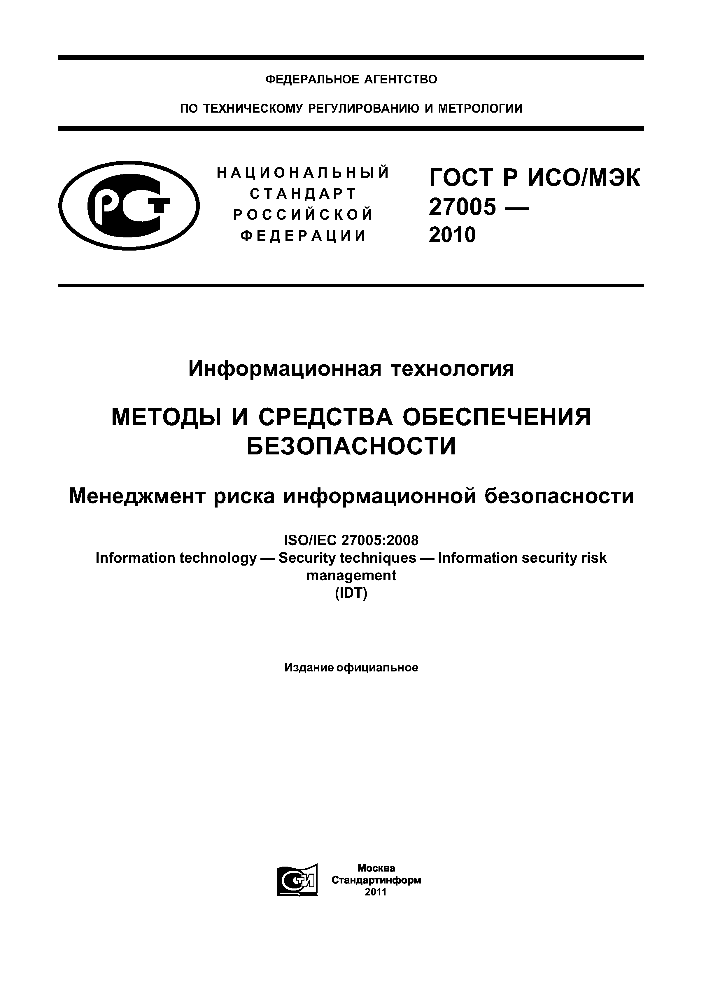 ФЕДЕРАЛЬНОЕ АГЕНТСТВО
ПО ТЕХНИЧЕСКОМУ РЕГУЛИРОВАНИЮ И МЕТРОЛОГИИ
РСТ
НАЦИОНАЛЬНЫЙ
СТАНДАРТ
РОССИЙСКОЙ
ФЕДЕРАЦИИ
ГОСТ Р ИСО/МЭК
27005 —
2010
Информационная технология
МЕТОДЫ И СРЕДСТВА ОБЕСПЕЧЕНИЯ
БЕЗОПАСНОСТИ
Менеджмент риска информационной безопасности
ISO/IEC 27005:2008
Information technology — Security techniques — Information security risk
management
(IDT)
Издание официальное
СТИ
Москва
Стандартинформ
2011